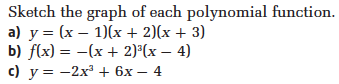 Sketch the graph of each polynomial function.
a) y = (x − 1)(x + 2)(x + 3)
b) f(x) = −(x + 2)³(x − 4)
c) y = −2x³ + 6x − 4